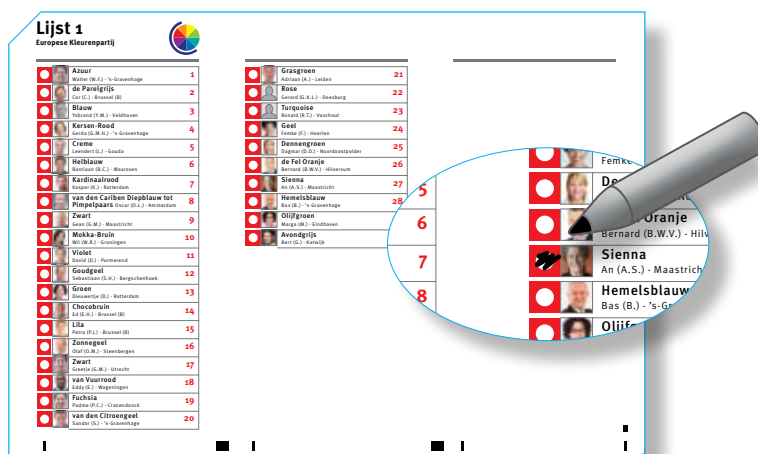 Lijst 1
Europese Kleurenpartij
Azuur
Walter (W.F.) - 's-Gravenhage
1
de Parelgrijs
Cor (C.) - Brussel (B)
2
Blauw
Ysbrand (Y.M.) - Veldhoven
3
Kersen-Rood
Gerda (G.M.H.) - 's-Gravenhage
4
Creme
Leendert (L.) - Gouda
5
Helblauw
Bastiaan (B.C.) - Maarssen
6
Kardinaalrood
Kasper (K.) - Rotterdam
7
van den Cariben Diepblauw tot
Pimpelpaars Oscar (O.L.) - Amsterdam
8
Zwart
Gean (G.M.) - Maastricht
9
Mokka-Bruin
Wil (W.R.) - Groningen
10
Violet
David (D.) - Purmerend
11
Goudgeel
Sebastiaan (S.H.) - Bergschenhoek
12
Groen
Dieuwertje (D.) - Rotterdam
13
Chocobruin
Ed (E.H.) - Brussel (B)
14
Lila
Petra (P.J.) - Brussel (B)
15
Zonnegeel
Olaf (O.M.) - Steenbergen
16
Zwart
Greetje (G.M.) - Utrecht
17
van Vuurrood
Eddy (E.) - Wageningen
18
Fuchsia
Padme (P.C.) - Cranendonck
19
van den Citroengeel
Sandor (S.) - 's-Gravenhage
20
Grasgroen
Adriaan (A.) - Leiden
21
Rose
Gerard (G.K.L.) - Doesburg
22
Turquoise
Ronald (R.T.) - Voorhout
23
Geel
Femke (F.) - Heerlen
24
Dennengroen
Dagmar (D.D.) - Noordoostpolder
25
de Fel Oranje
Bernard (B.W.V.) - Hilversum
26
Sienna
An (A.S.) - Maastricht
27
Hemelsblauw
Bas (B.) - 's-Gravenhage
28
Olijfgroen
Margo (M.) - Eindhoven
Avondgrijs
Bert (G.) - Katwijk
5
6
7
8
Femke
De
Oranje
Bernard (B.W.V.) - Hilv
Sienna
An (A.S.) - Maastrich
Hemelsblauw
Bas (B.) - 's-G
Olijf